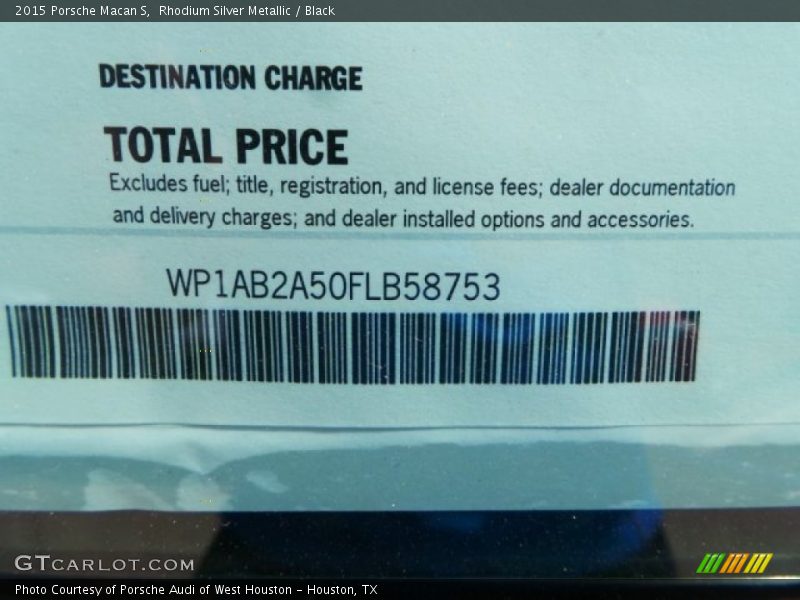 2015 Porsche Macan S,  Rhodium Silver Metallic / Black
DESTINATION CHARGE
TOTAL PRICE
Excludes fuel; title, registration, and license fees; dealer documentation
and delivery charges; and dealer installed options and accessories.
WP1AB2A50FLB58753
GTCARLOT.COM
Photo Courtesy of Porsche Audi of West Houston – Houston, TX